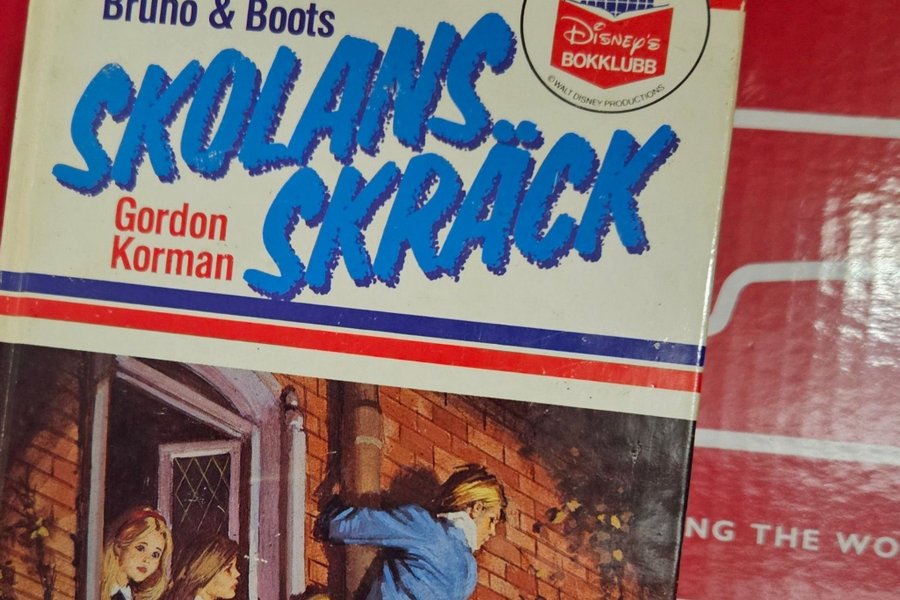 Bruno & Boots
SKOLANS
SKRÄCK
Gordon
Korman
DISNEY'S
BOKKLUBB
©WALT DISNEY PRODUCTIONS
NG THE WO